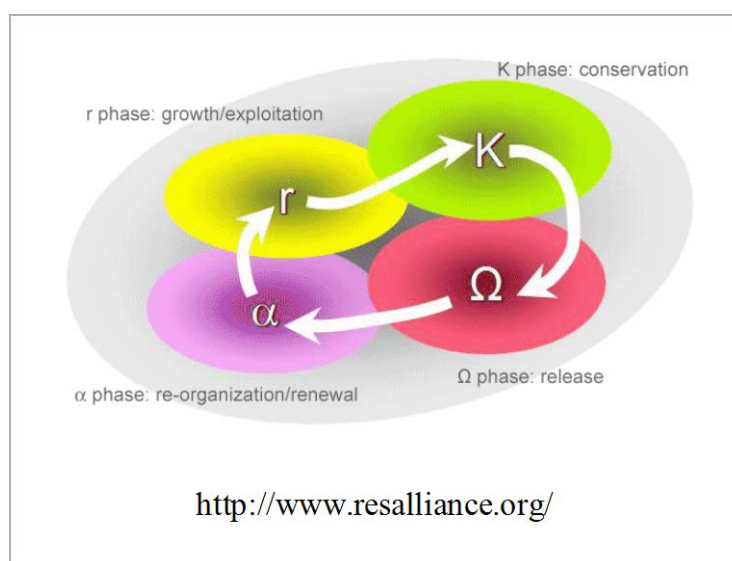 K phase: conservation
r phase: growth/exploitation
K
r
Ω
α
Ω phase: release
α phase: re-organization/renewal
http://www.resalliance.org/